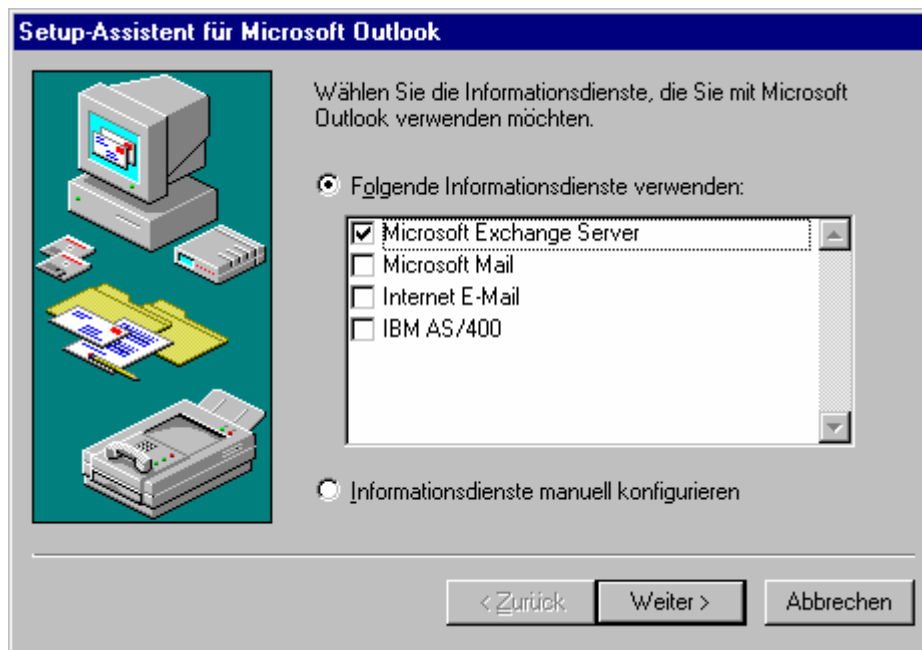 Setup-Assistent für Microsoft Outlook
Wählen Sie die Informationsdienste, die Sie mit Microsoft
Outlook verwenden möchten.
Folgende Informationsdienste verwenden:
Microsoft Exchange Server
Microsoft Mail
Internet E-Mail
IBM AS/400
Informationsdienste manuell konfigurieren
< Zurück
Weiter >
Abbrechen